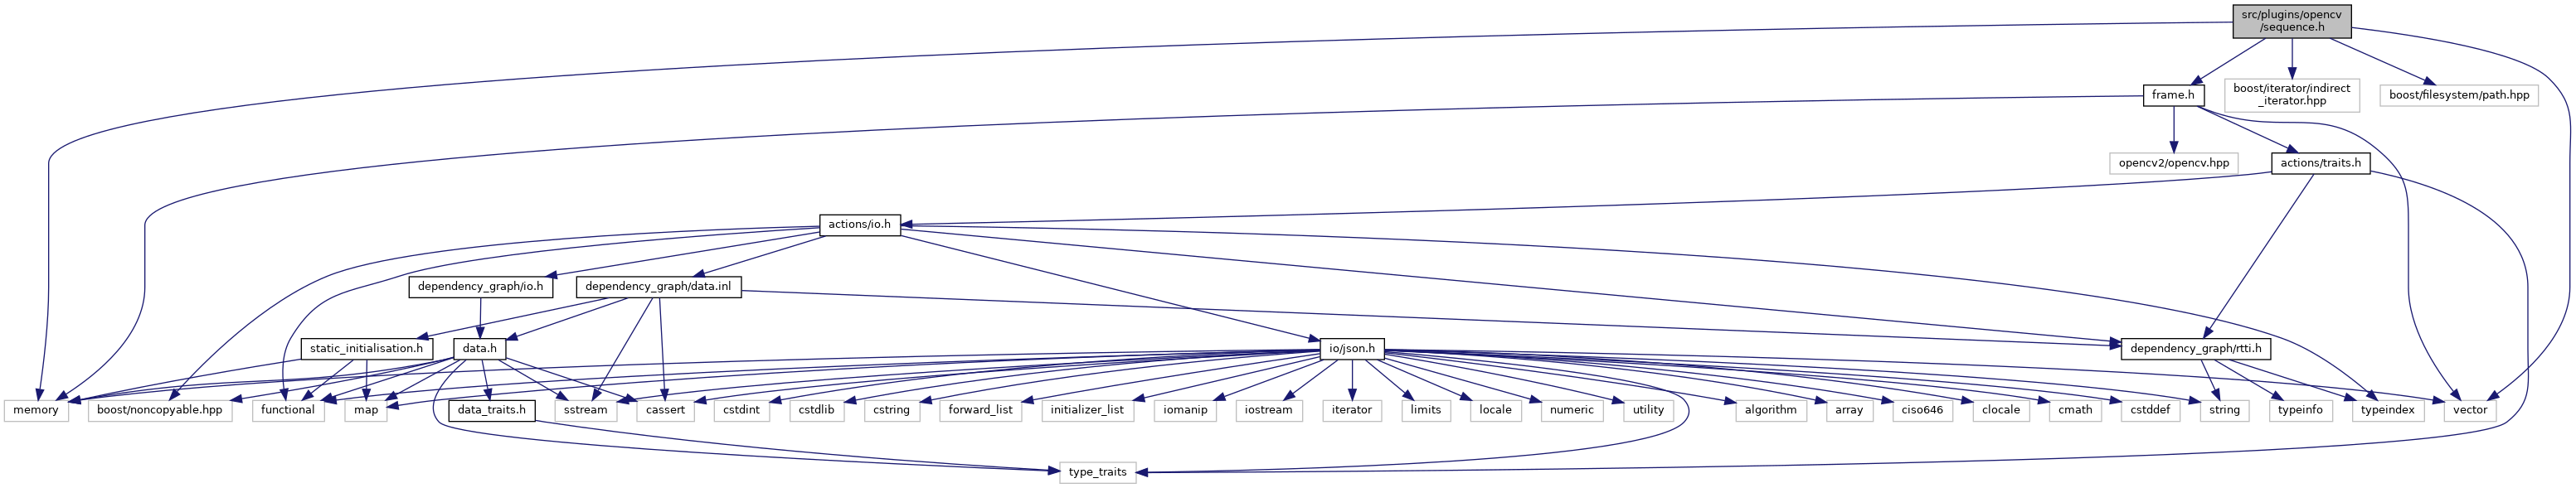 src/plugins/opencv
/sequence.h
frame.h
boost/iterator/indirect
_iterator.hpp
boost/filesystem/path.hpp
opencv2/opencv.hpp
actions/traits.h
actions/io.h
dependency_graph/io.h
dependency_graph/data.inl
static_initialisation.h
data.h
io/json.h
dependency_graph/rtti.h
memory
boost/noncopyable.hpp
functional
map
data_traits.h
sstream
cassert
cstdint
cstdlib
cstring
forward_list
initializer_list
iomanip
iostream
iterator
limits
locale
numeric
utility
algorithm
array
ciso646
clocale
cmath
cstddef
string
typeinfo
typeindex
vector
type_traits